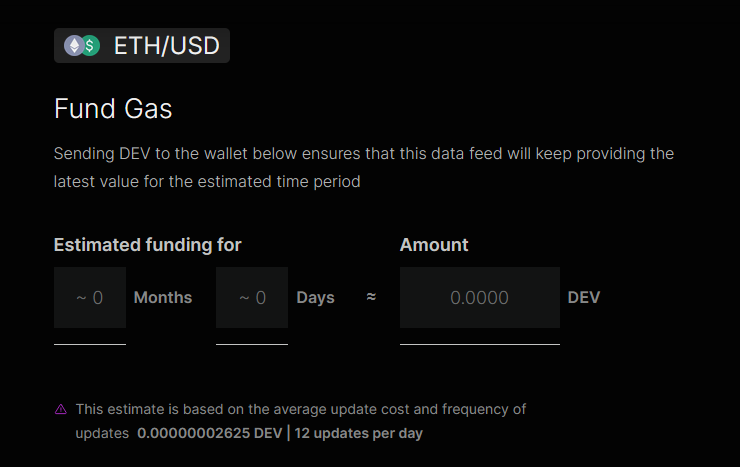 $ ETH/USD
Fund Gas
Sending DEV to the wallet below ensures that this data feed will keep providing the
latest value for the estimated time period
Estimated funding for Amount
~ 0 Months ~ 0 Days ≈ 0.0000 DEV
This estimate is based on the average update cost and frequency of
updates 0.00000002625 DEV | 12 updates per day